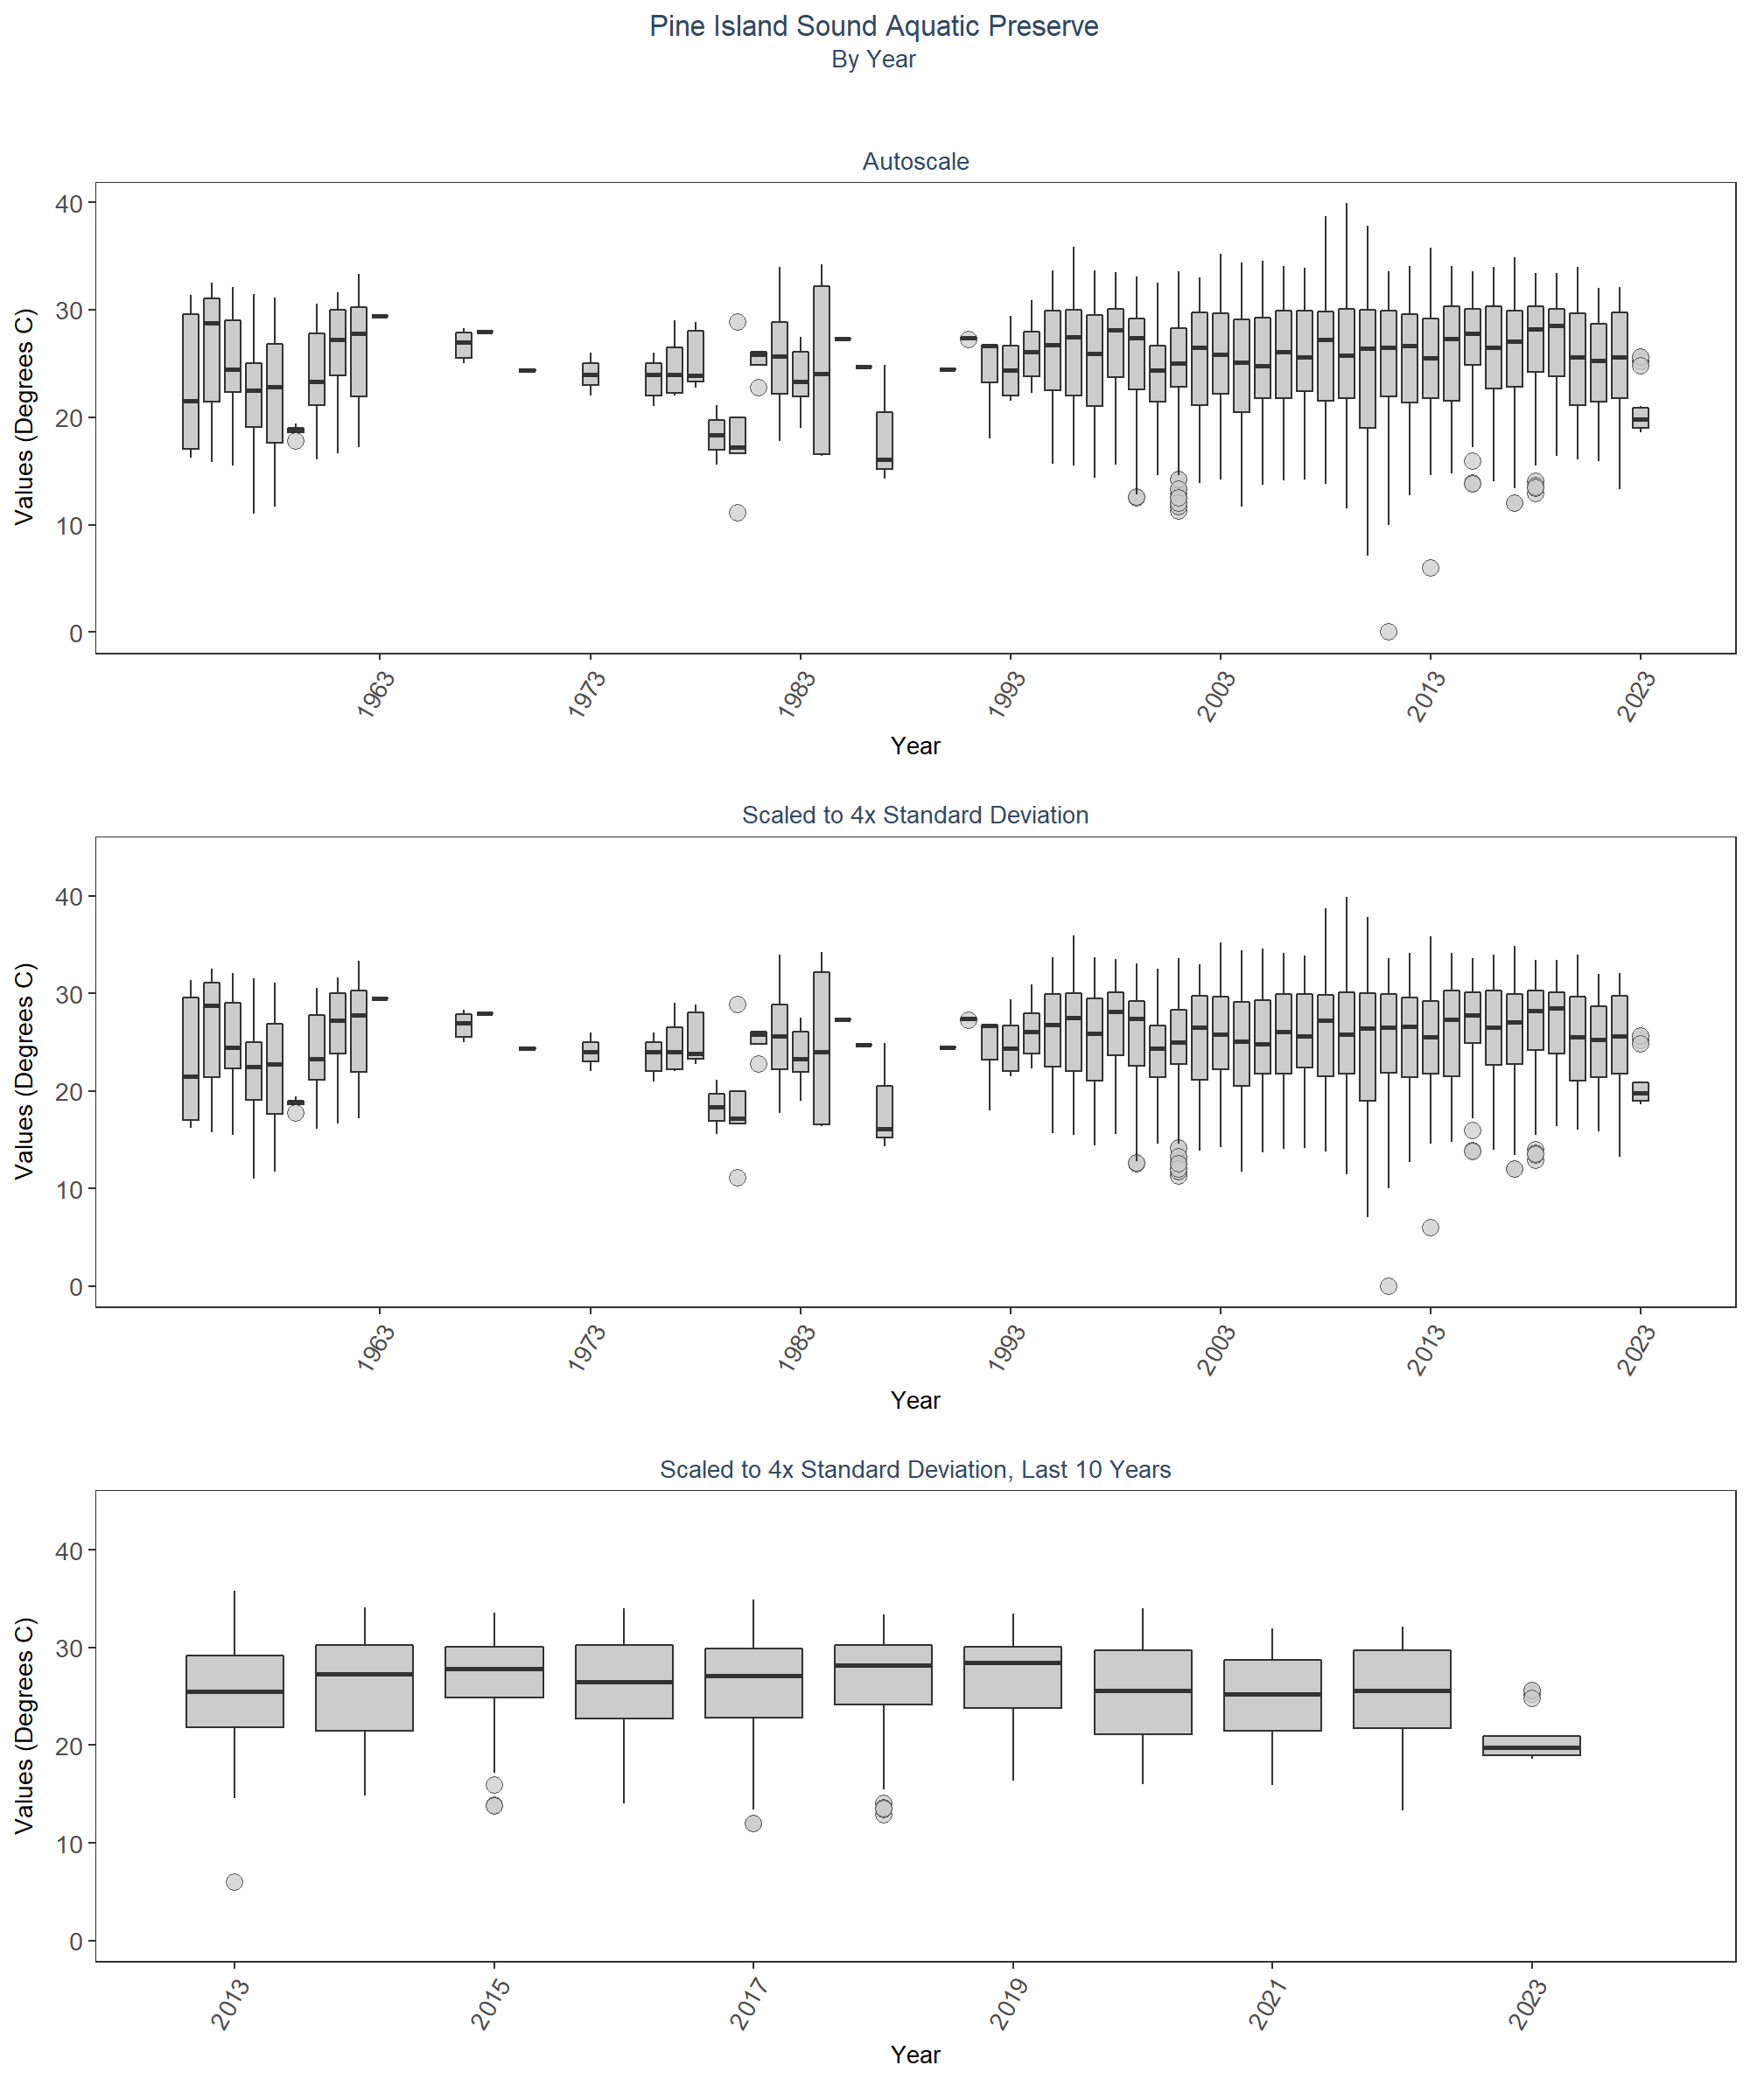 Pine Island Sound Aquatic Preserve
By Year
Autoscale
Values (Degrees C)
40
30
20
10
0
1963 1973 1983 1993 2003 2013 2023
Year
Scaled to 4x Standard Deviation
Values (Degrees C)
40
30
20
10
0
1963 1973 1983 1993 2003 2013 2023
Year
Scaled to 4x Standard Deviation, Last 10 Years
Values (Degrees C)
40
30
20
10
0
2013 2015 2017 2019 2021 2023
Year